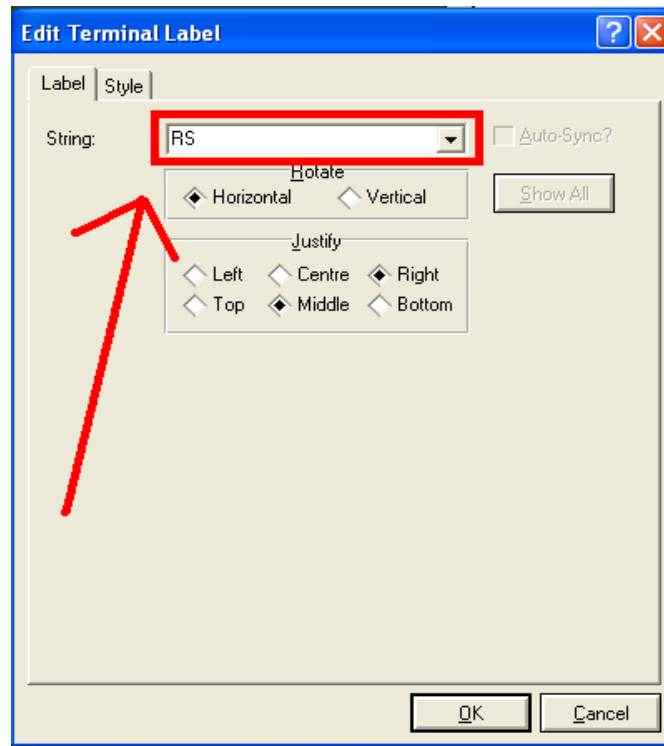 Edit Terminal Label
Label Style
String: RS Auto-Sync?
Rotate
Horizontal Vertical Show All
Justify
Left Centre Right
Top Middle Bottom
OK Cancel